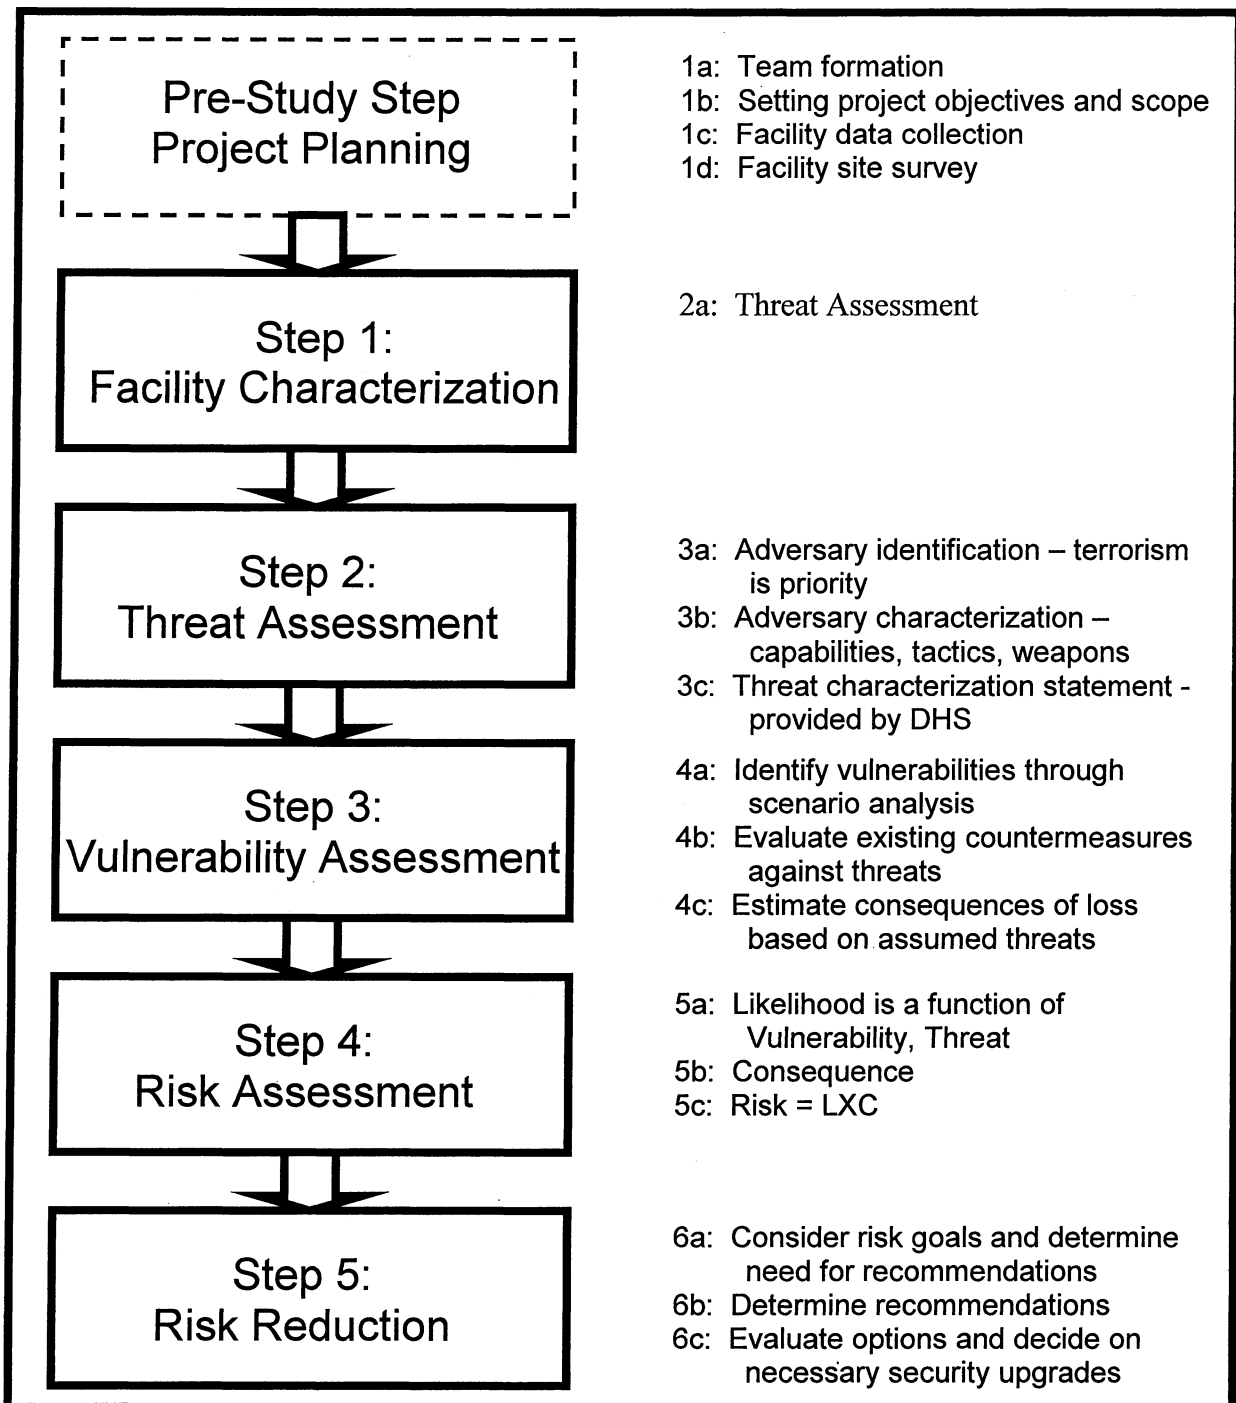 Pre-Study Step
Project Planning
1a: Team formation
1b: Setting project objectives and scope
1c: Facility data collection
1d: Facility site survey
Step 1:
Facility Characterization
2a: Threat Assessment
Step 2:
Threat Assessment
3a: Adversary identification – terrorism
is priority
3b: Adversary characterization –
capabilities, tactics, weapons
3c: Threat characterization statement -
provided by DHS
Step 3:
Vulnerability Assessment
4a: Identify vulnerabilities through
scenario analysis
4b: Evaluate existing countermeasures
against threats
4c: Estimate consequences of loss
based on assumed threats
Step 4:
Risk Assessment
5a: Likelihood is a function of
Vulnerability, Threat
5b: Consequence
5c: Risk = LXC
Step 5:
Risk Reduction
6a: Consider risk goals and determine
need for recommendations
6b: Determine recommendations
6c: Evaluate options and decide on
necessary security upgrades